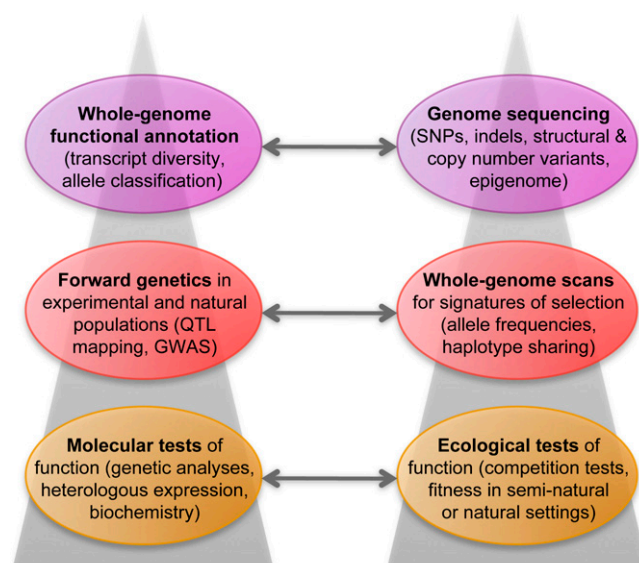 Whole-genome
functional annotation
(transcript diversity,
allele classification)
Genome sequencing
(SNPs, indels, structural &
copy number variants,
epigenome)
Forward genetics in
experimental and natural
populations (QTL
mapping, GWAS)
Whole-genome scans
for signatures of selection
(allele frequencies,
haplotype sharing)
Molecular tests of
function (genetic analyses,
heterologous expression,
biochemistry)
Ecological tests of
function (competition tests,
fitness in semi-natural
or natural settings)